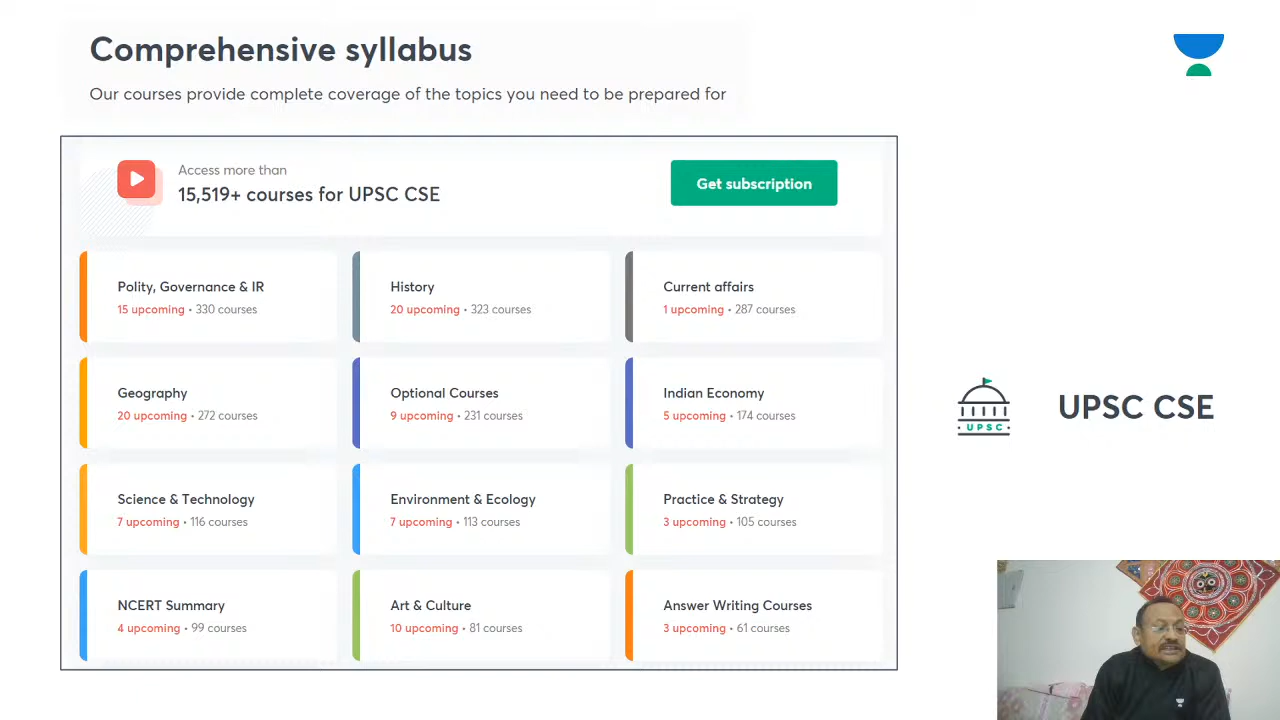 Comprehensive syllabus
Our courses provide complete coverage of the topics you need to be prepared for
Access more than
15,519+ courses for UPSC CSE
Get subscription
Polity, Governance & IR
15 upcoming • 330 courses
History
20 upcoming • 323 courses
Current affairs
1 upcoming • 287 courses
Geography
20 upcoming • 272 courses
Optional Courses
9 upcoming • 231 courses
Indian Economy
5 upcoming • 174 courses
Science & Technology
7 upcoming • 116 courses
Environment & Ecology
7 upcoming • 113 courses
Practice & Strategy
3 upcoming • 105 courses
NCERT Summary
4 upcoming • 99 courses
Art & Culture
10 upcoming • 81 courses
Answer Writing Courses
3 upcoming • 61 courses
UPSC
UPSC CSE